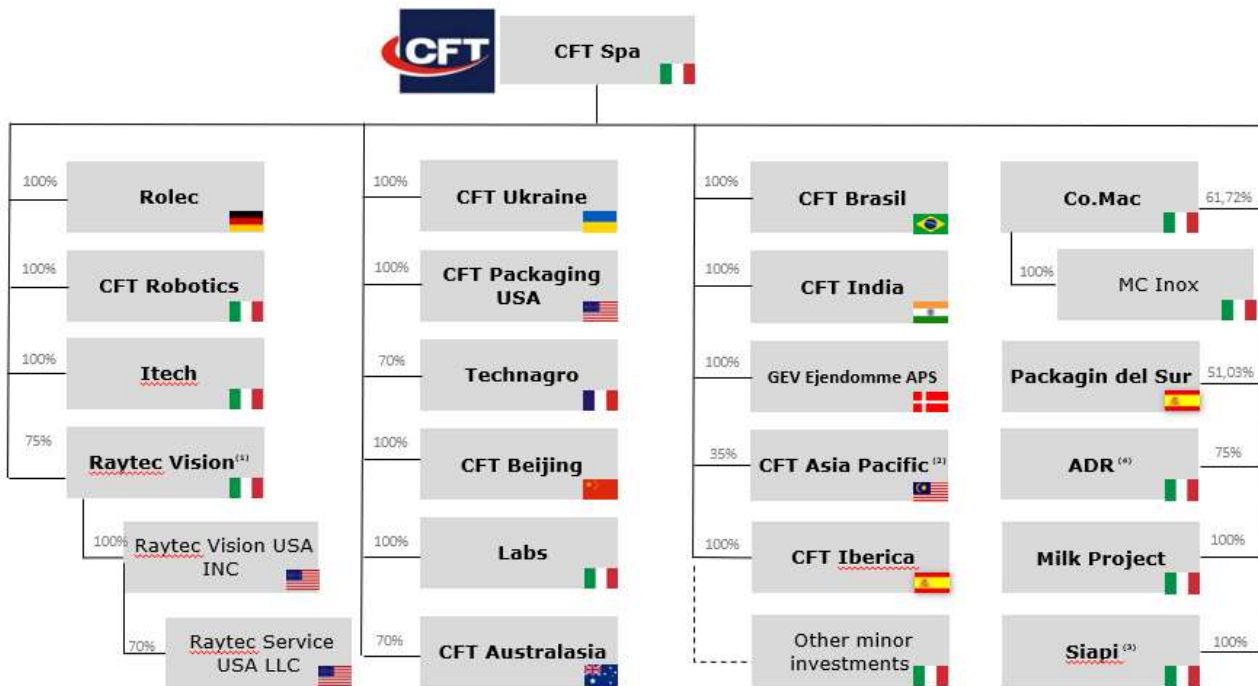 CFT
CFT Spa
100%
Rolec
100%
CFT Robotics
100%
Itech
75%
Raytec Vision (1)
100%
Raytec Vision USA
INC
70%
Raytec Service
USA LLC
100%
CFT Ukraine
100%
CFT Packaging
USA
70%
Technagro
100%
CFT Beijing
100%
Labs
70%
CFT Australasia
100%
CFT Brasil
100%
CFT India
100%
GEV Ejendomme APS
35%
CFT Asia Pacific (2)
100%
CFT Iberica
Other minor
investments
Co.Mac
61,72%
100%
MC Inox
Packagin del Sur
51,03%
ADR (4)
75%
Milk Project
100%
Siapi (3)
100%